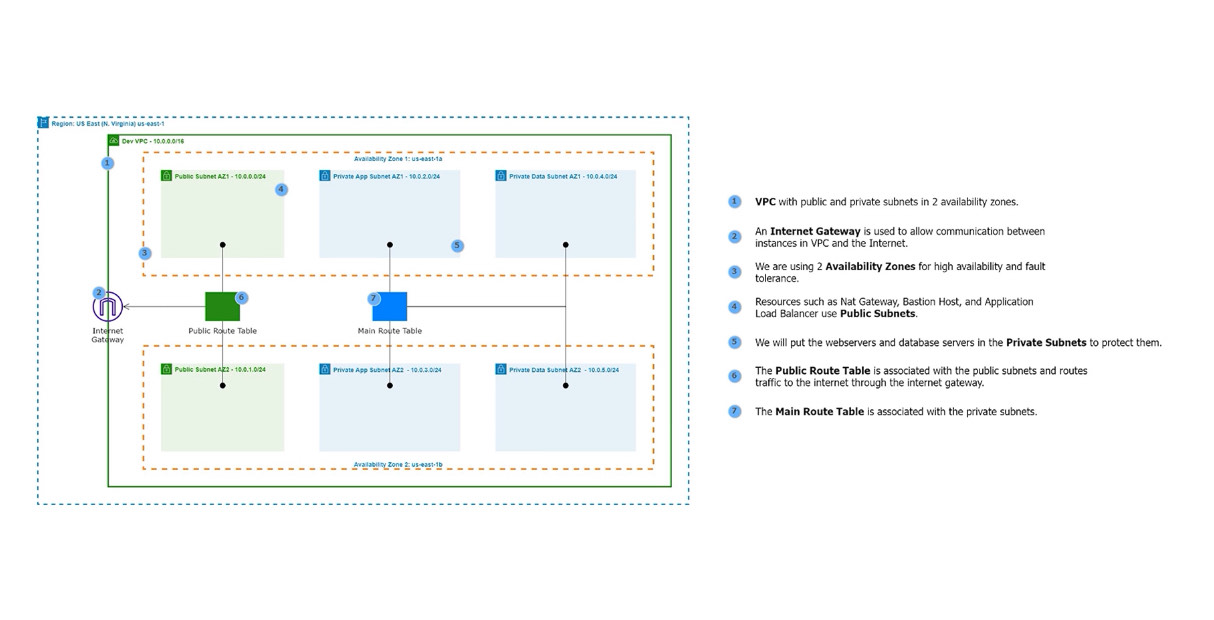 Region: US East (N. Virginia) us-east-1
Dev VPC - 10.0.0.0/16
1
Availability Zone 1: us-east-1a
Public Subnet AZ1 - 10.0.0.0/24
Private App Subnet AZ1 - 10.0.2.0/24
Private Data Subnet AZ1 - 10.0.4.0/24
4
5
3
2
6
7
Internet
Gateway
Public Route Table
Main Route Table
Public Subnet AZ2 - 10.0.1.0/24
Private App Subnet AZ2 - 10.0.3.0/24
Private Data Subnet AZ2 - 10.0.5.0/24
Availability Zone 2: us-east-1b
1 VPC with public and private subnets in 2 availability zones.
2 An Internet Gateway is used to allow communication between
instances in VPC and the Internet.
3 We are using 2 Availability Zones for high availability and fault
tolerance.
4 Resources such as Nat Gateway, Bastion Host, and Application
Load Balancer use Public Subnets.
5 We will put the webservers and database servers in the Private Subnets to protect them.
6 The Public Route Table is associated with the public subnets and routes
traffic to the internet through the internet gateway.
7 The Main Route Table is associated with the private subnets.